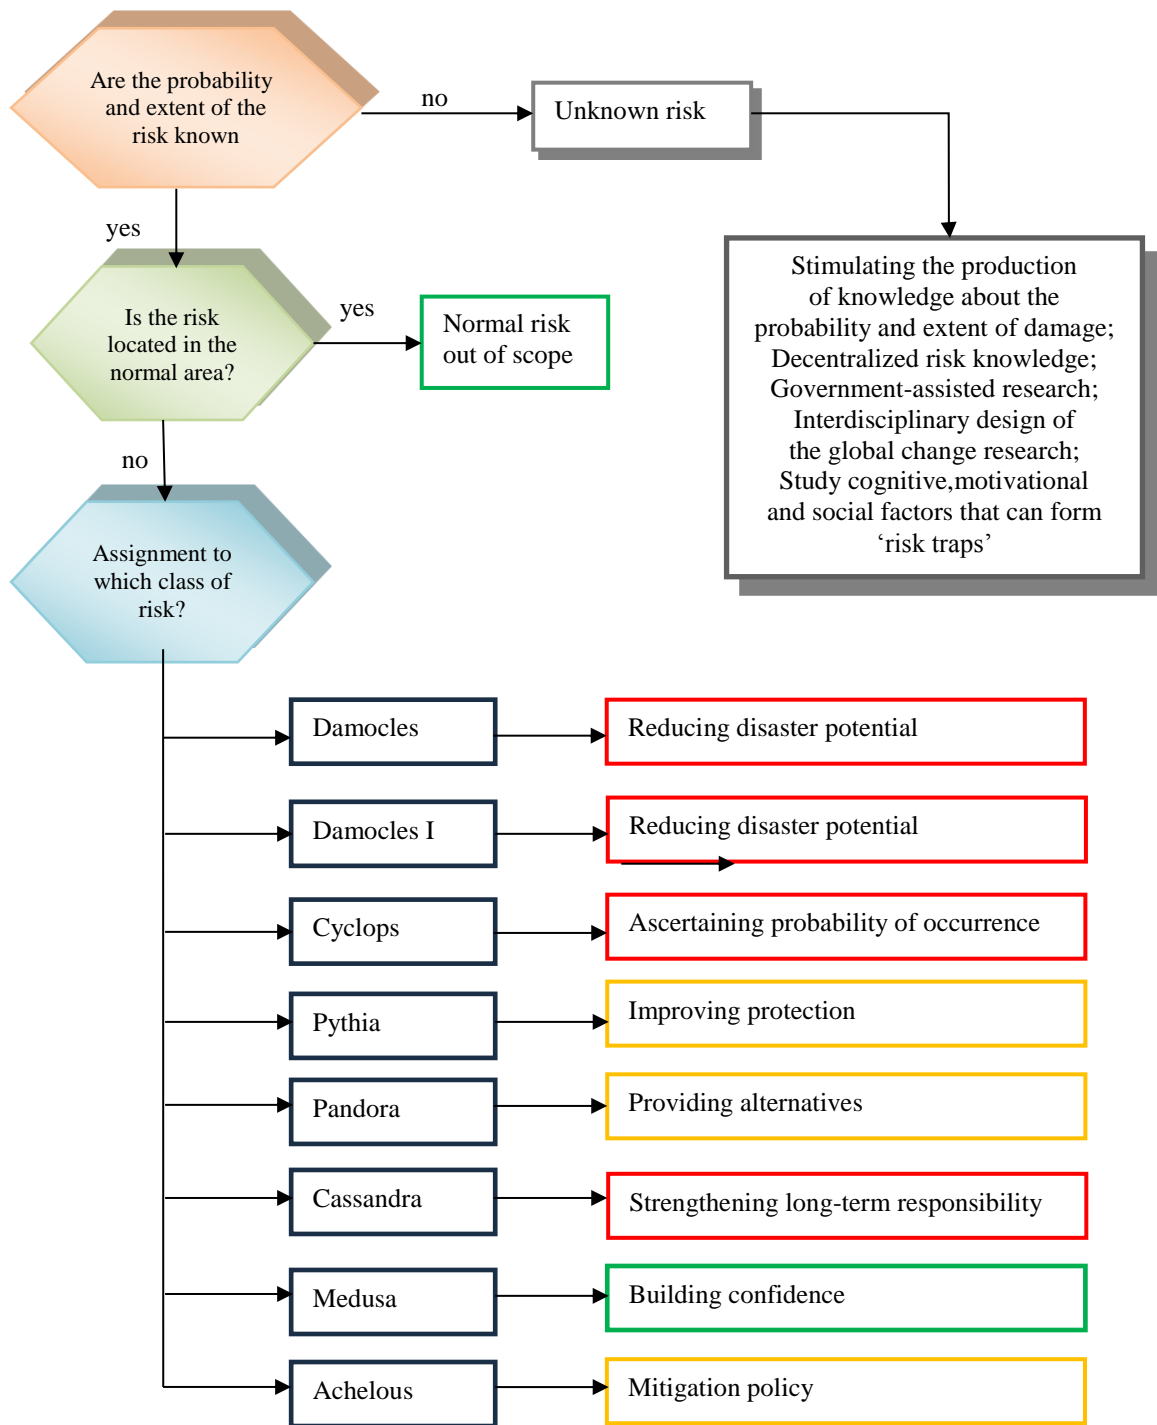 Are the probability
and extent of the
risk known
no
Unknown risk
yes
Stimulating the production
of knowledge about the
probability and extent of damage;
Decentralized risk knowledge;
Government-assisted research;
Interdisciplinary design of
the global change research;
Study cognitive,motivational
and social factors that can form
‘risk traps’
Is the risk
located in the
normal area?
yes
Normal risk
out of scope
no
Assignment to
which class of
risk?
Damocles
Reducing disaster potential
Damocles I
Reducing disaster potential
Cyclops
Ascertaining probability of occurrence
Pythia
Improving protection
Pandora
Providing alternatives
Cassandra
Strengthening long-term responsibility
Medusa
Building confidence
Achelous
Mitigation policy